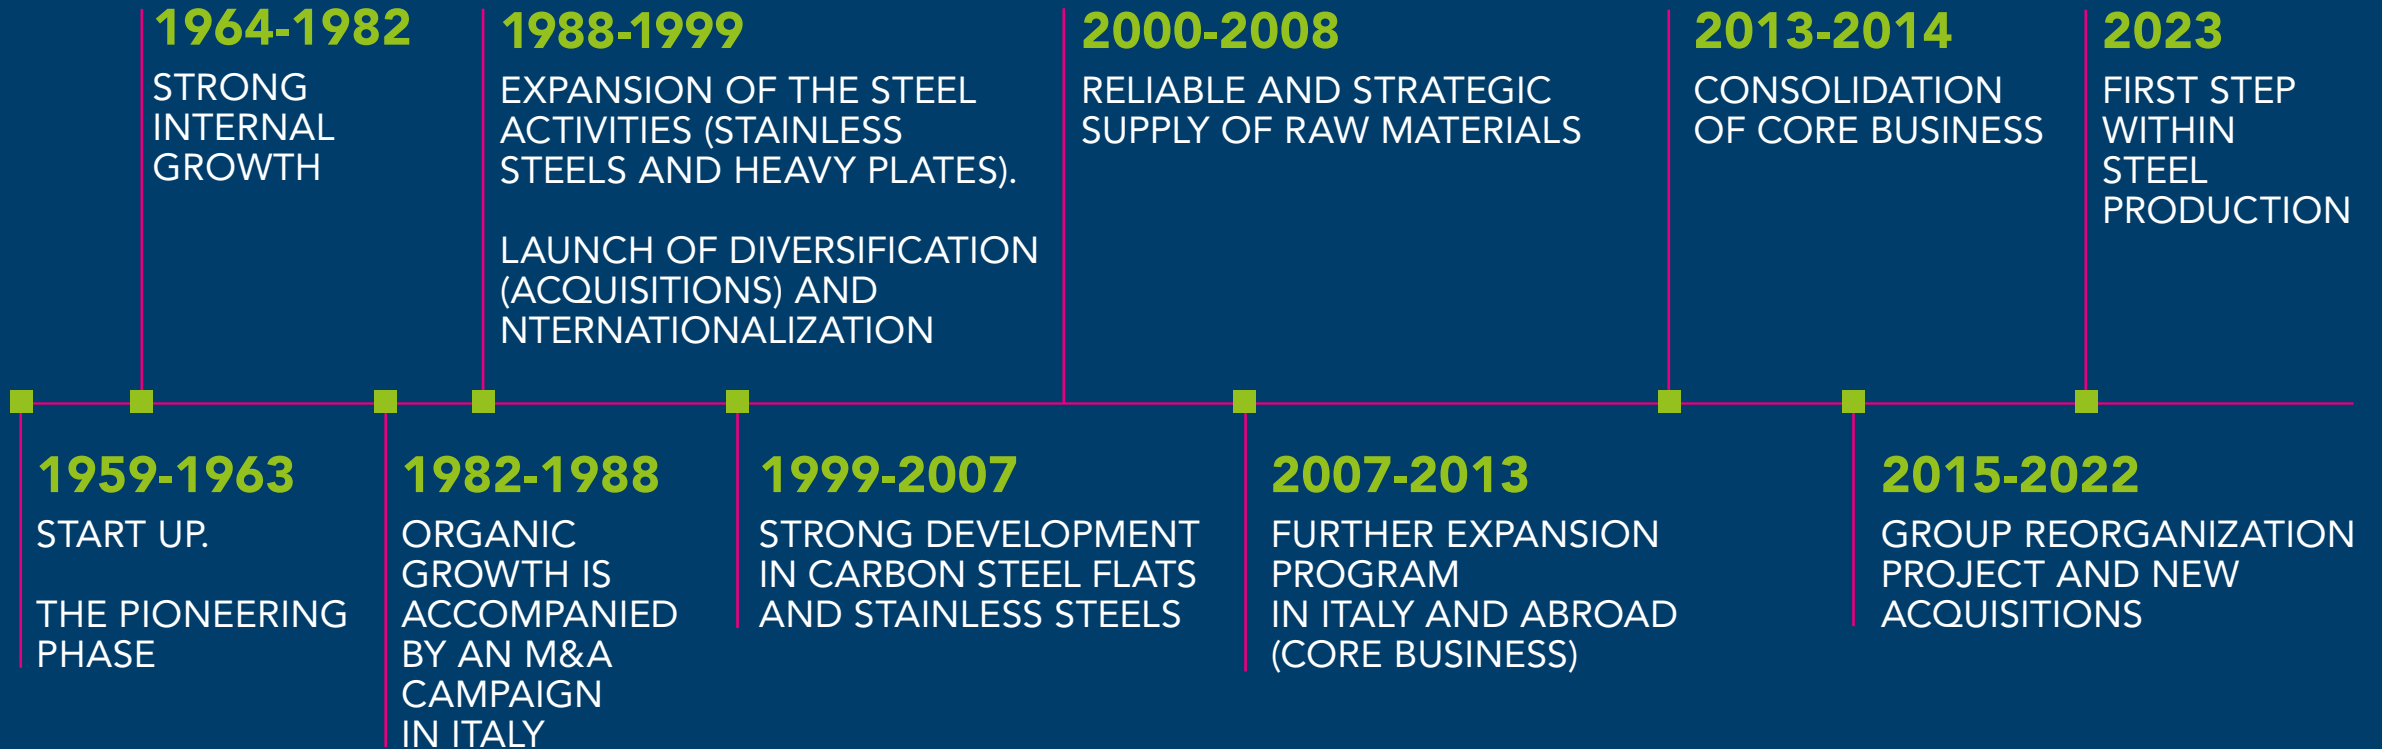 1964-1982
STRONG
INTERNAL
GROWTH
1988-1999
EXPANSION OF THE STEEL
ACTIVITIES (STAINLESS
STEELS AND HEAVY PLATES).
LAUNCH OF DIVERSIFICATION
(ACQUISITIONS) AND
NTERNATIONALIZATION
2000-2008
RELIABLE AND STRATEGIC
SUPPLY OF RAW MATERIALS
2013-2014
CONSOLIDATION
OF CORE BUSINESS
2023
FIRST STEP
WITHIN
STEEL
PRODUCTION
1959-1963
START UP.
THE PIONEERING
PHASE
1982-1988
ORGANIC
GROWTH IS
ACCOMPANIED
BY AN M&A
CAMPAIGN
IN ITALY
1999-2007
STRONG DEVELOPMENT
IN CARBON STEEL FLATS
AND STAINLESS STEELS
2007-2013
FURTHER EXPANSION
PROGRAM
IN ITALY AND ABROAD
(CORE BUSINESS)
2015-2022
GROUP REORGANIZATION
PROJECT AND NEW
ACQUISITIONS